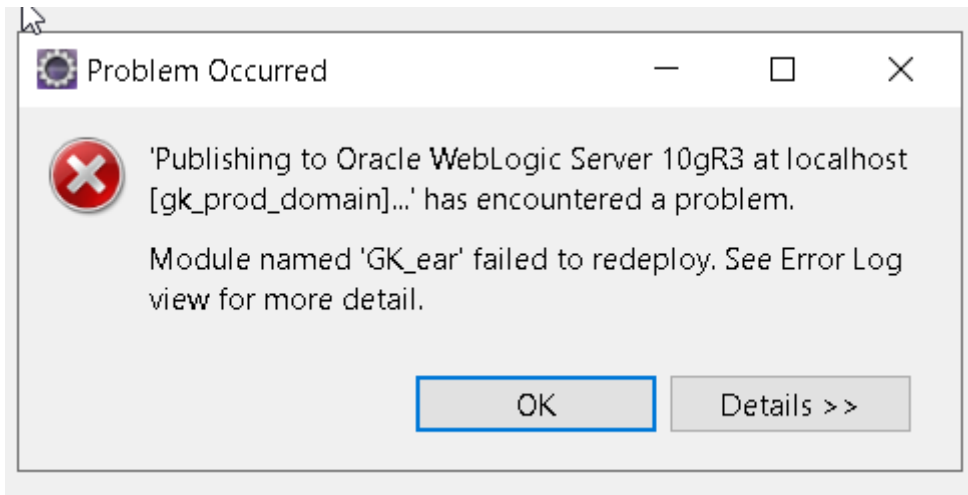 Problem Occurred
'Publishing to Oracle WebLogic Server 10gR3 at localhost
[gk_prod_domain]...' has encountered a problem.
Module named 'GK_ear' failed to redeploy. See Error Log
view for more detail.
OK
Details >>